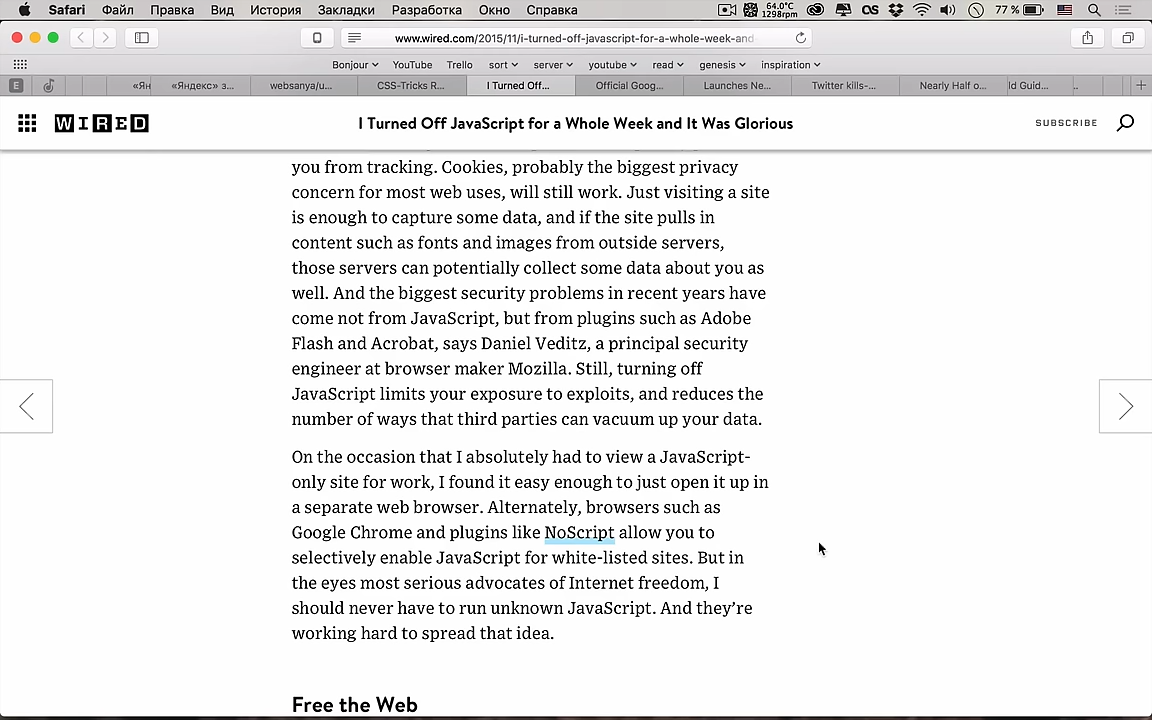 Safari Файл Правка Вид История Закладки Разработка Окно Справка
64.0°C
1298rpm
77 %
www.wired.com/2015/11/i-turned-off-javascript-for-a-whole-week-and-
Bonjour YouTube Trello sort server youtube read genesis inspiration
E «Ян «Яндекс» з... websanya/u... CSS-Tricks R... I Turned Off... Official Goog... Launches Ne... Twitter kills-... Nearly Half o... ld Guid... ..
WIRED I Turned Off JavaScript for a Whole Week and It Was Glorious SUBSCRIBE
you from tracking. Cookies, probably the biggest privacy
concern for most web uses, will still work. Just visiting a site
is enough to capture some data, and if the site pulls in
content such as fonts and images from outside servers,
those servers can potentially collect some data about you as
well. And the biggest security problems in recent years have
come not from JavaScript, but from plugins such as Adobe
Flash and Acrobat, says Daniel Veditz, a principal security
engineer at browser maker Mozilla. Still, turning off
JavaScript limits your exposure to exploits, and reduces the
number of ways that third parties can vacuum up your data.
On the occasion that I absolutely had to view a JavaScript-
only site for work, I found it easy enough to just open it up in
a separate web browser. Alternately, browsers such as
Google Chrome and plugins like NoScript allow you to
selectively enable JavaScript for white-listed sites. But in
the eyes most serious advocates of Internet freedom, I
should never have to run unknown JavaScript. And they’re
working hard to spread that idea.
Free the Web